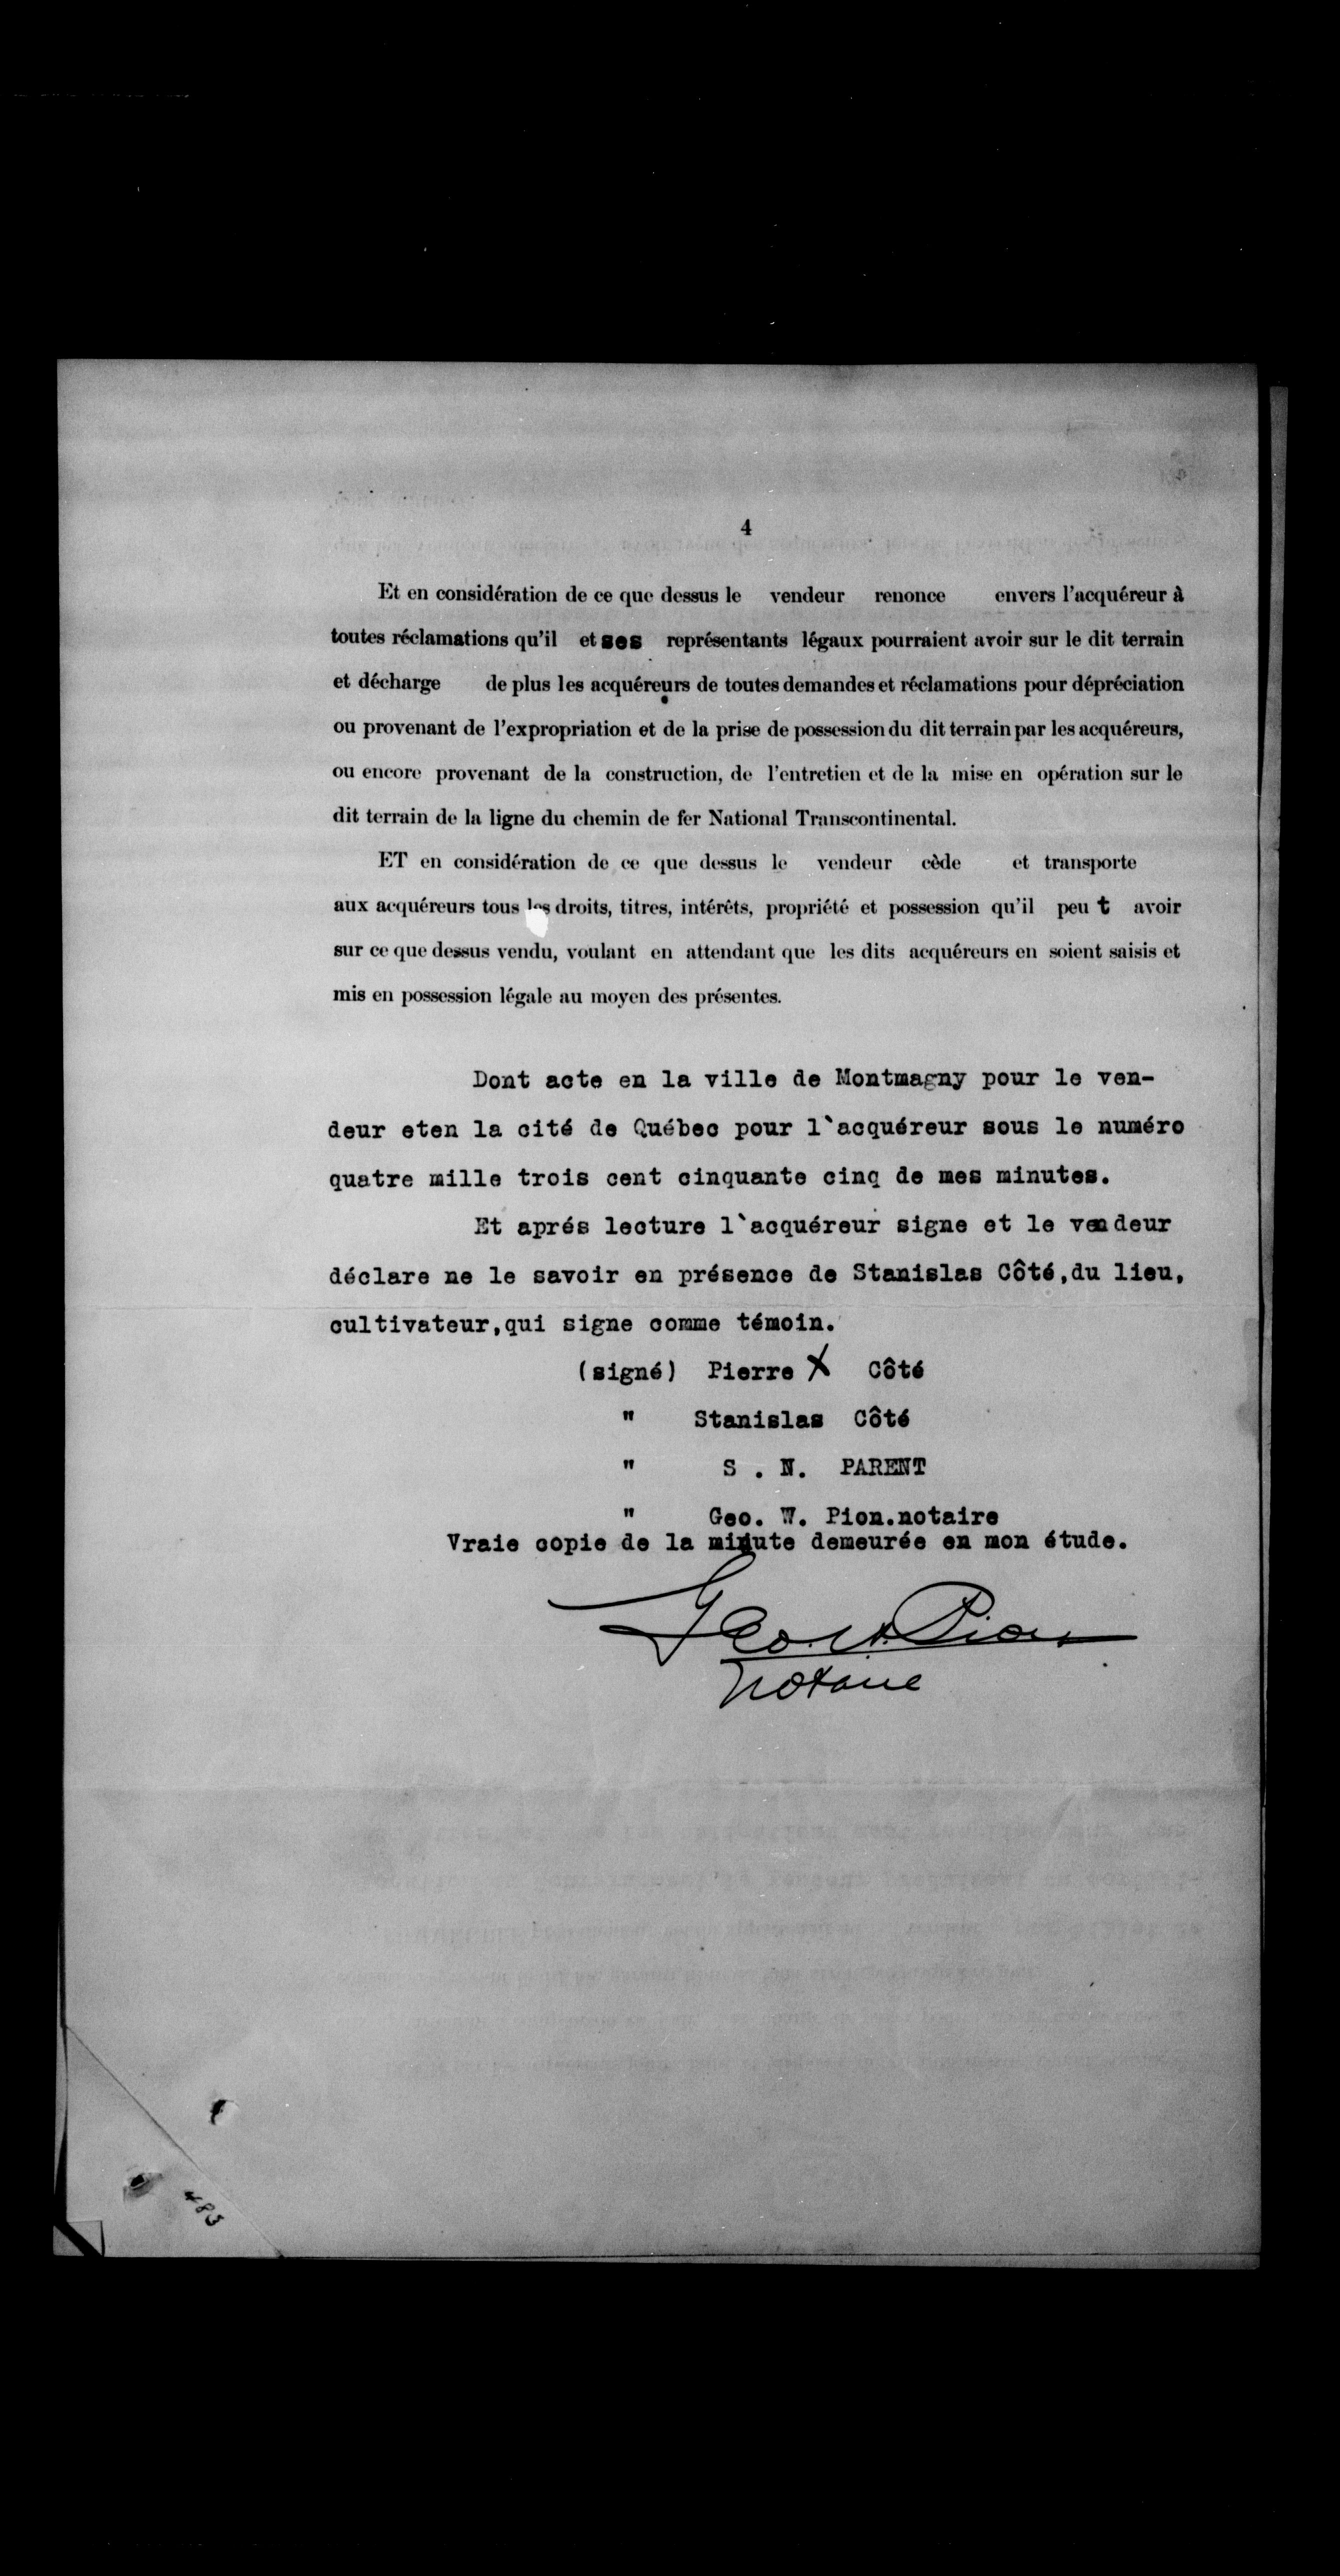 4
Et en considération de ce que dessus le vendeur renonce envers l'acquéreur à
toutes réclamations qu'il et ses représentants légaux pourraient avoir sur le dit terrain
et décharge de plus les acquéreurs de toutes demandes et réclamations pour dépréciation
ou provenant de l'expropriation et de la prise de possession du dit terrain par les acquéreurs,
ou encore provenant de la construction, de l'entretien et de la mise en opération sur le
dit terrain de la ligne du chemin de fer National Transcontinental.
ET en considération de ce que dessus le vendeur cède et transporte
aux acquéreurs tous les droits, titres, intérêts, propriété et possession qu'il peu t avoir
sur ce que dessus vendu, voulant en attendant que les dits acquéreurs en soient saisis et
mis en possession légale au moyen des présentes.
Dont acte en la ville de Montmagny pour le ven-
deur eten la cité de Québec pour l`acquéreur sous le numéro
quatre mille trois cent cinquante cinq de mes minutes.
Et aprés lecture l`acquéreur signe et le vendeur
déclare ne le savoir en présence de Stanislas Côté,du lieu,
cultivateur,qui signe comme témoin.
(signé) Pierre X Côté
" Stanislas Côté
" S . N. PARENT
" Geo. W. Pion.notaire
Vraie copie de la minute demeurée en mon étude.
Geo. W. Pion
notaire
483